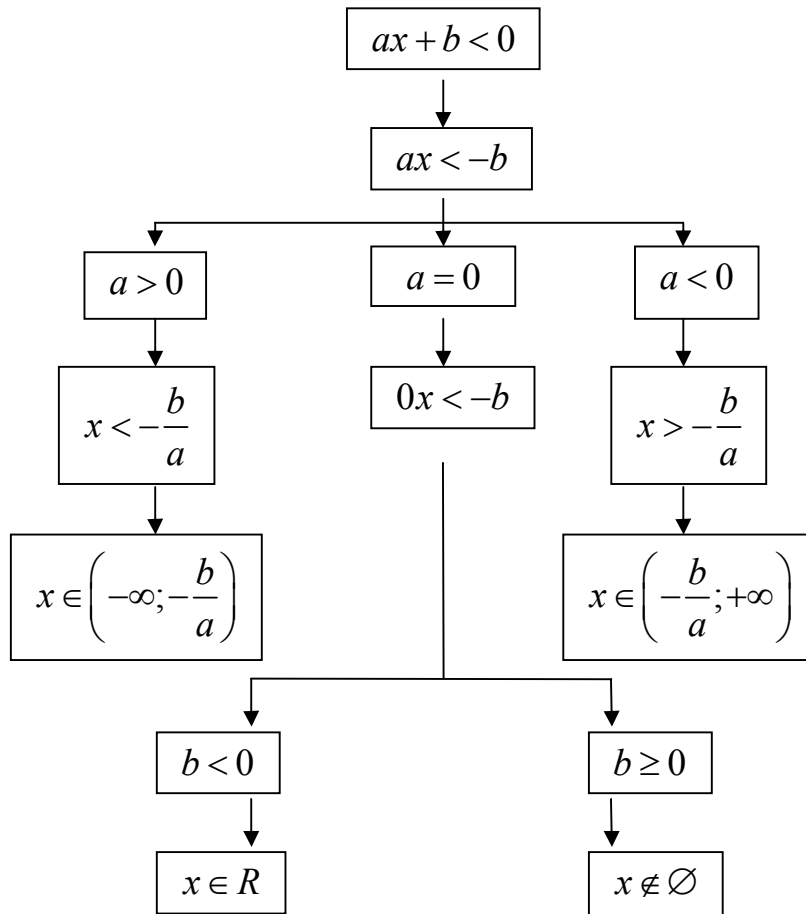 ax + b < 0
ax < −b
a > 0
a = 0
a < 0
x < −b/a
0x < −b
x > −b/a
x ∈ (−∞; −b/a)
x ∈ (−b/a; +∞)
b < 0
b ≥ 0
x ∈ R
x ∉ ∅